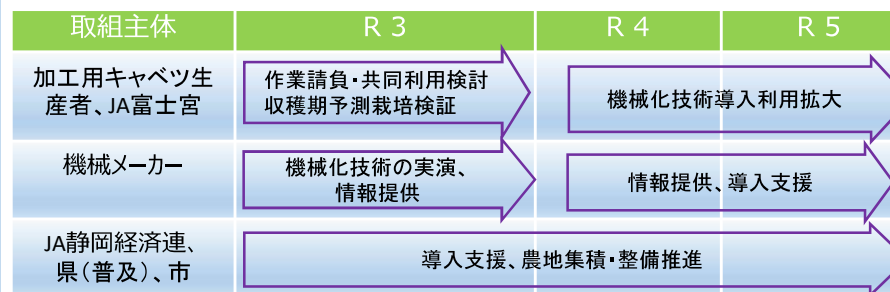 取組主体 R 3 R 4 R 5
加工用キャベツ生
産者、JA富士宮
作業請負・共同利用検討
収穫期予測栽培検証
機械化技術導入利用拡大
機械メーカー
機械化技術の実演、
情報提供
情報提供、導入支援
JA静岡経済連、
県(普及)、市
導入支援、農地集積・整備推進